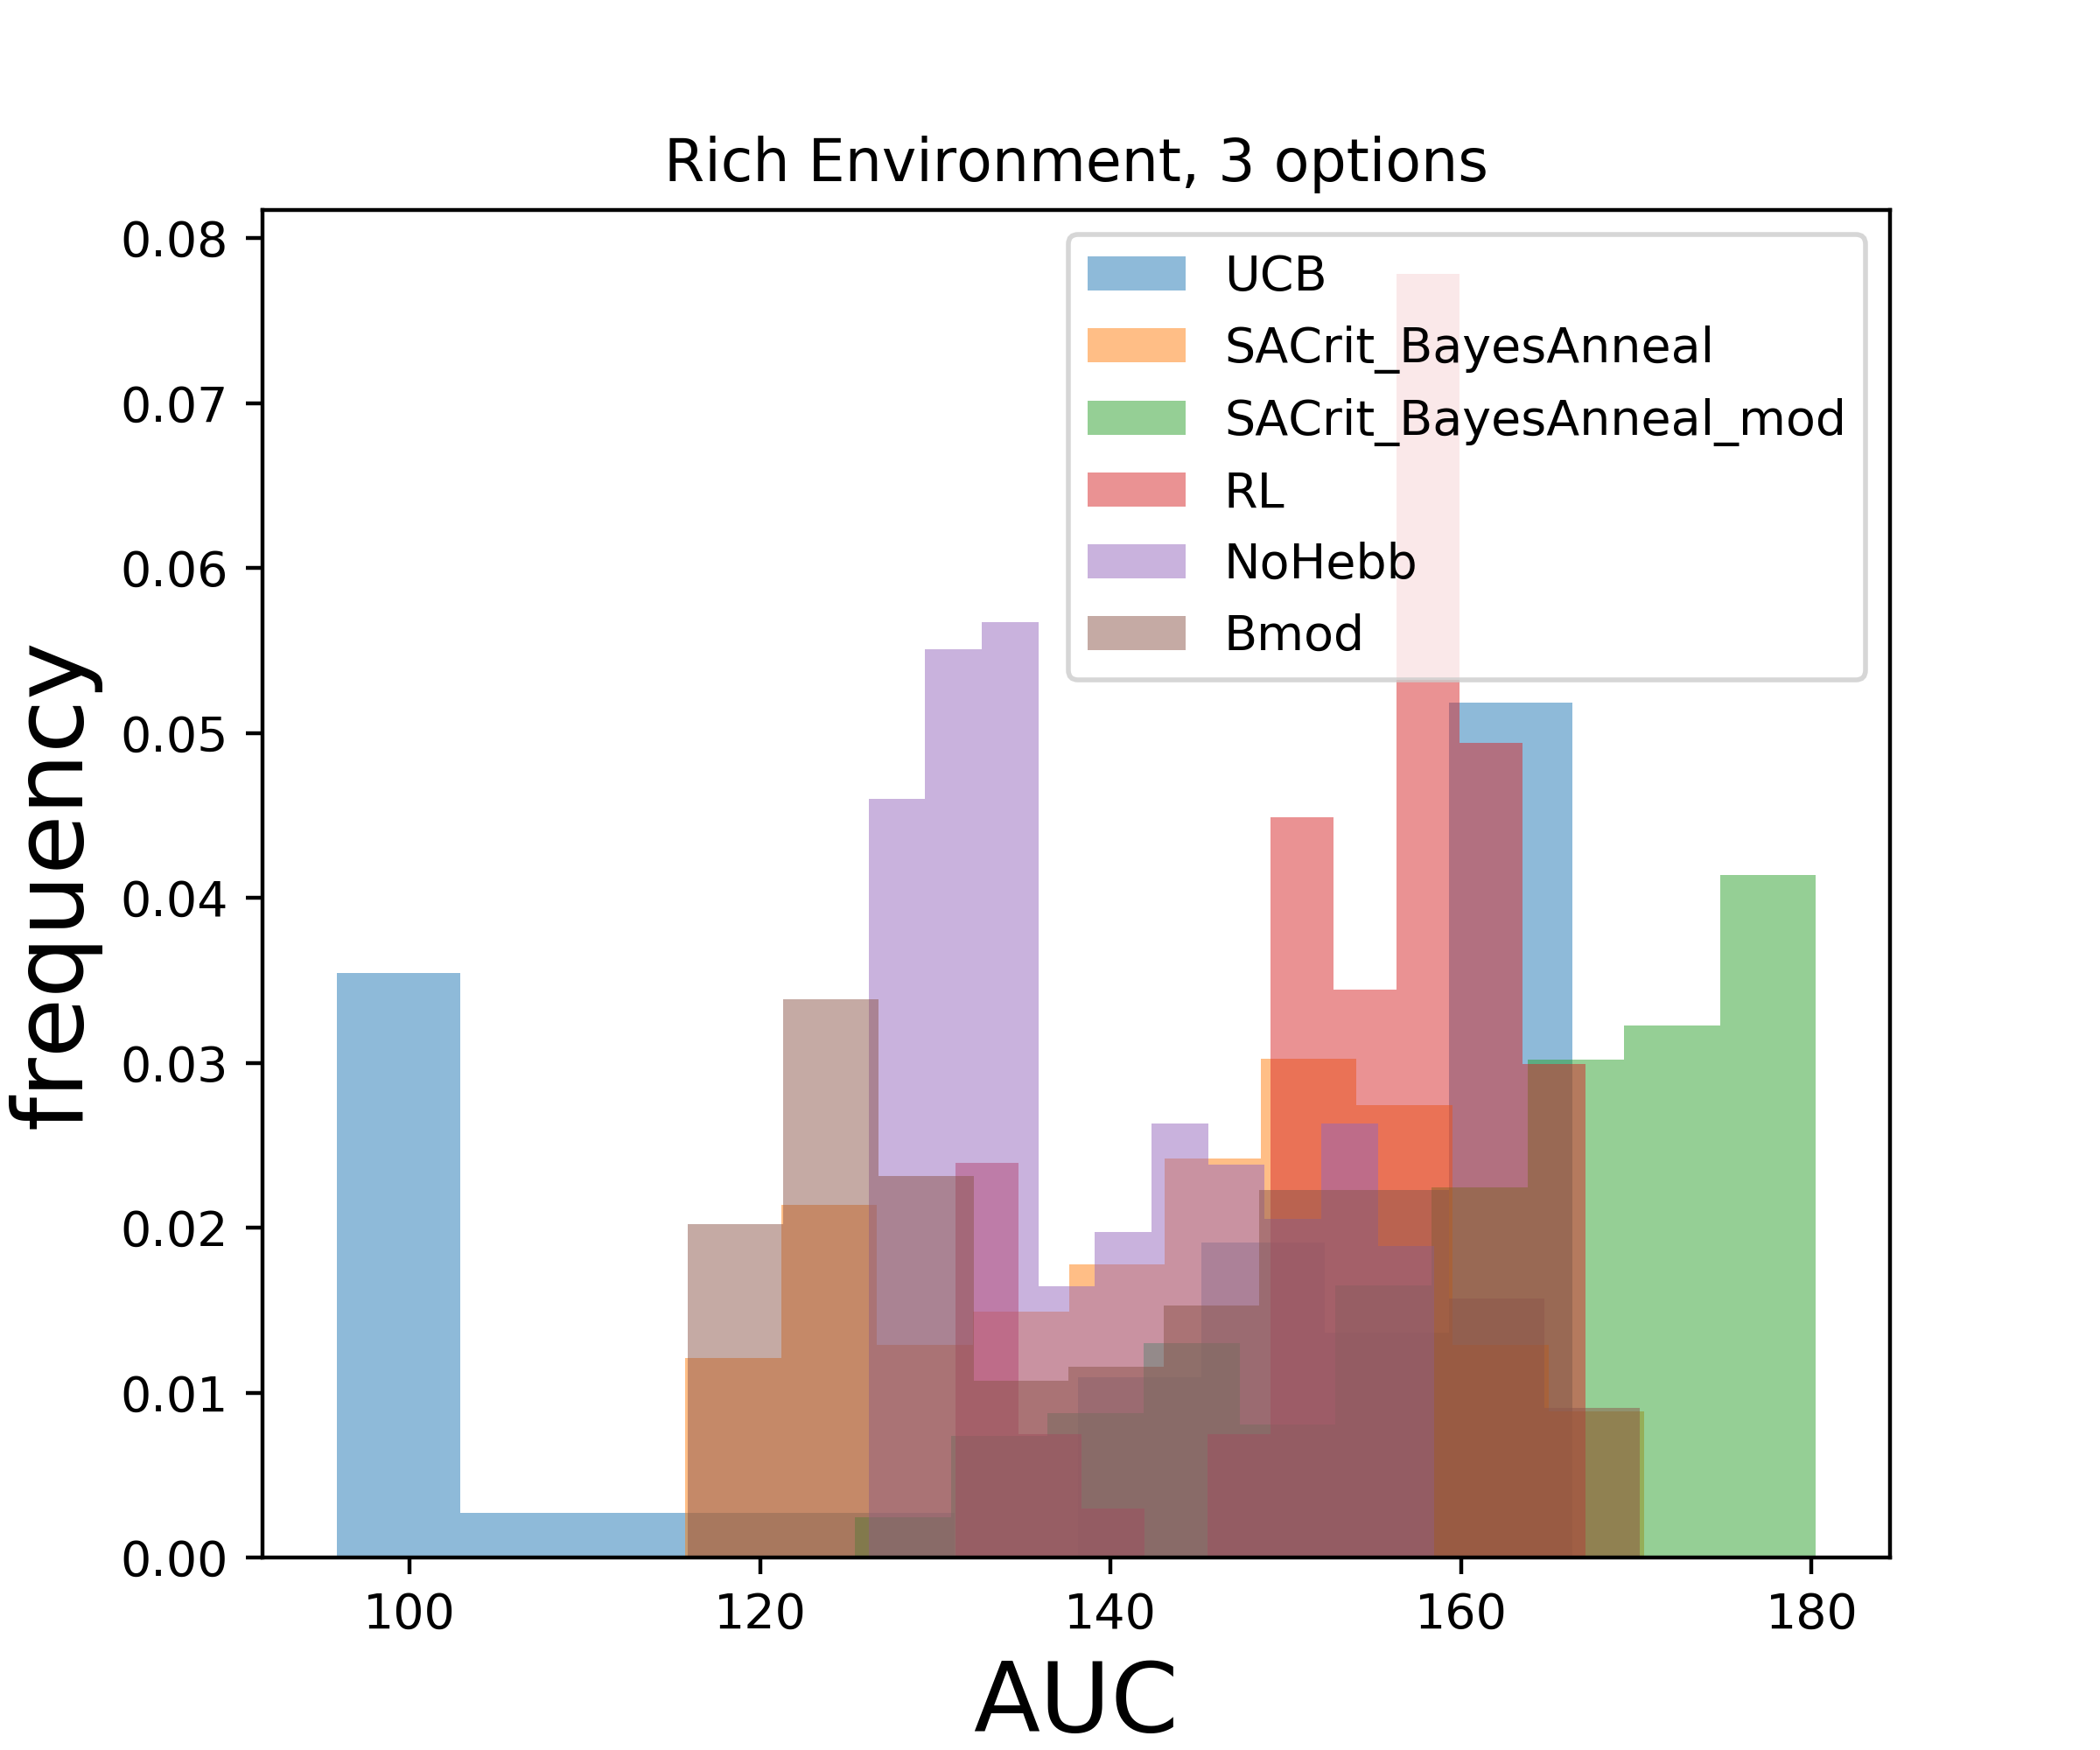 Rich Environment, 3 options
0.08
0.07
0.06
0.05
0.04
0.03
0.02
0.01
0.00
frequency
UCB
SACrit_BayesAnneal
SACrit_BayesAnneal_mod
RL
NoHebb
Bmod
100 120 140 160 180
AUC